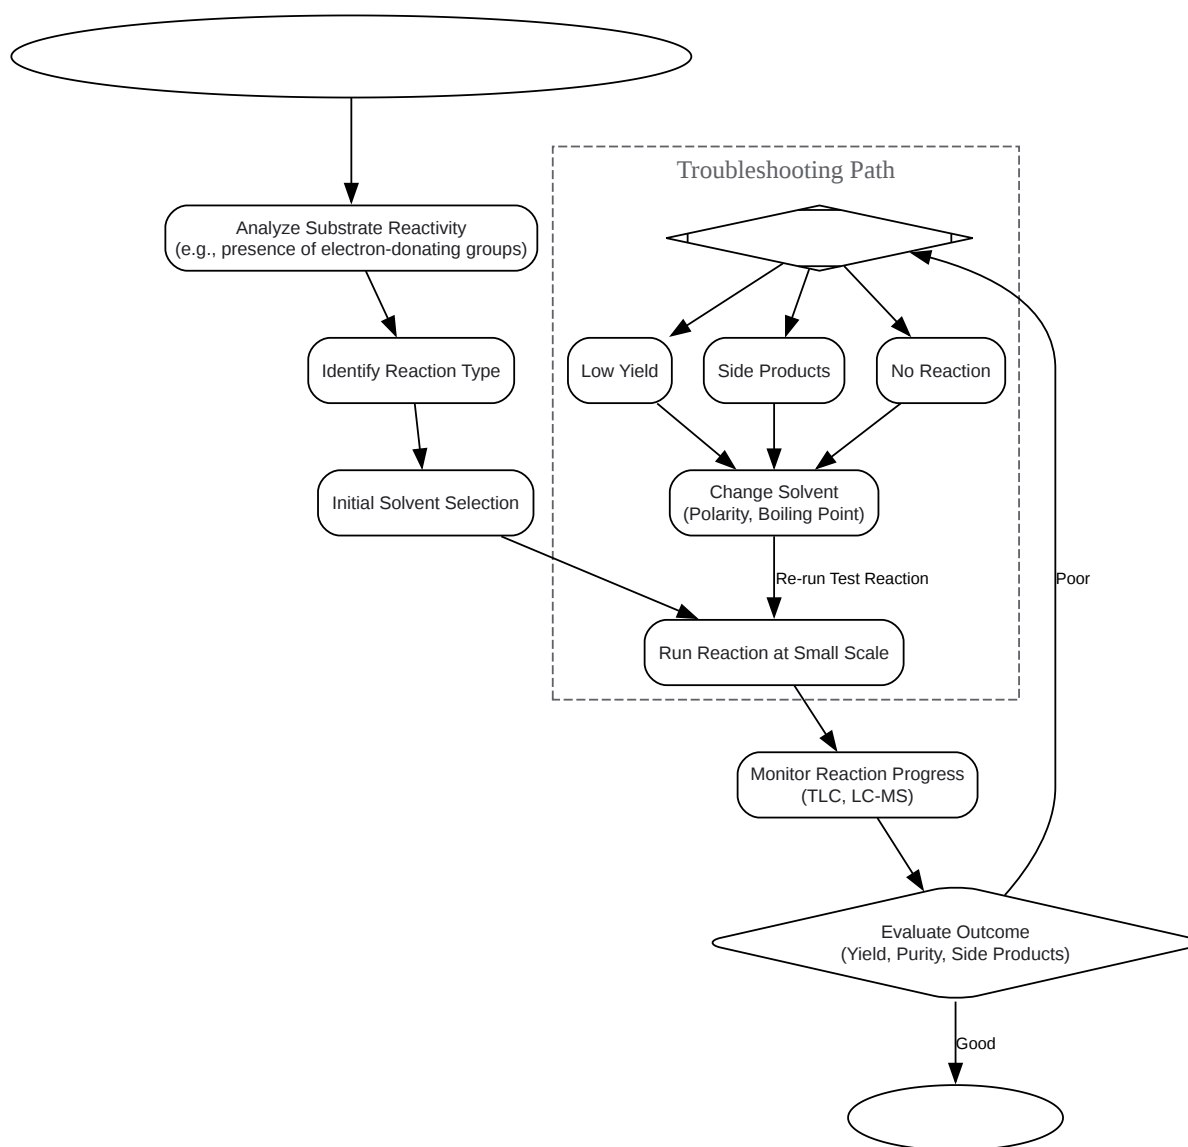 Troubleshooting Path
Analyze Substrate Reactivity
(e.g., presence of electron-donating groups)
Identify Reaction Type
Low Yield
Side Products
No Reaction
Initial Solvent Selection
Change Solvent
(Polarity, Boiling Point)
Re-run Test Reaction
Poor
Run Reaction at Small Scale
Monitor Reaction Progress
(TLC, LC-MS)
Evaluate Outcome
(Yield, Purity, Side Products)
Good